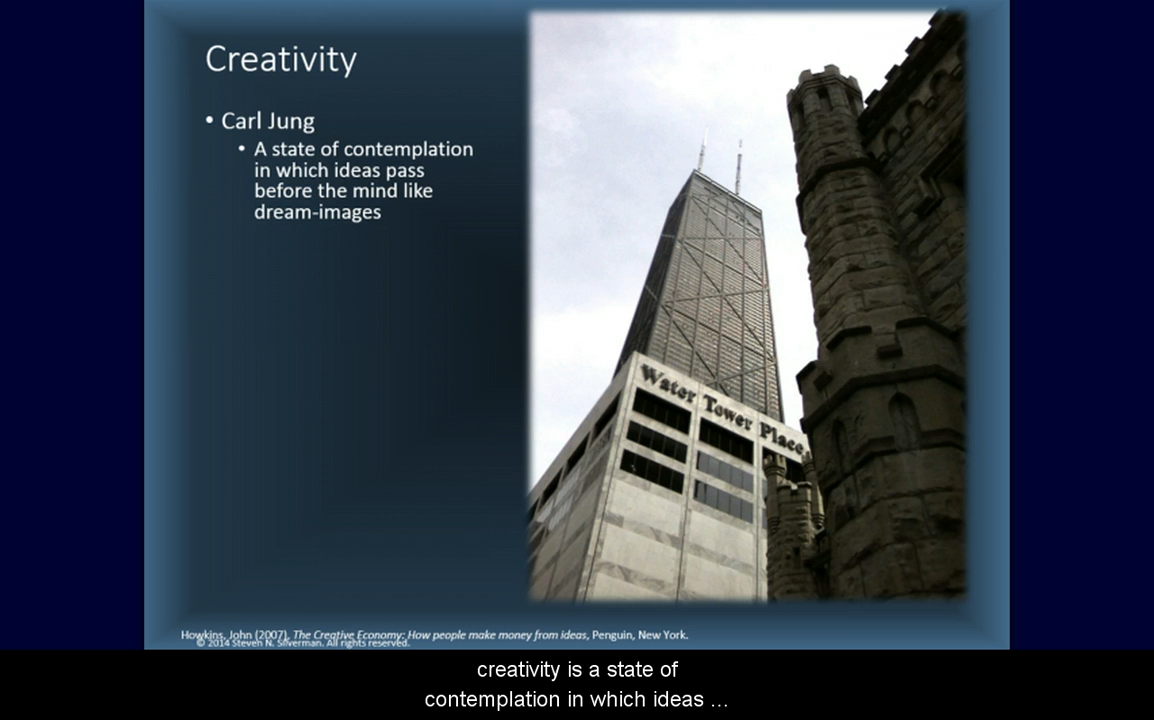 Creativity
• Carl Jung
• A state of contemplation
in which ideas pass
before the mind like
dream-images
Water Tower Place
Howkins, John (2007), The Creative Economy: How people make money from ideas, Penguin, New York.
© 2014 Steven N. Silverman. All rights reserved.
creativity is a state of
contemplation in which ideas ...